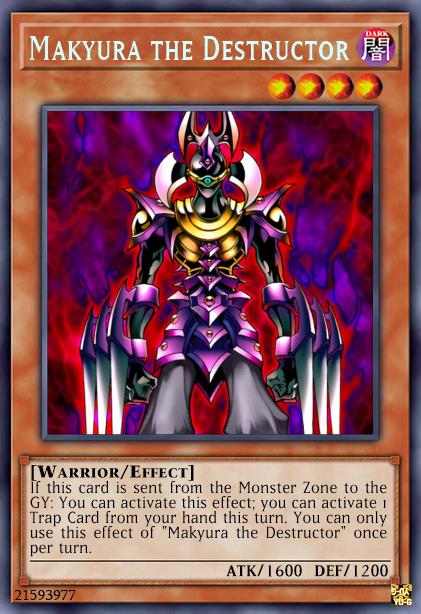 Makyura the Destructor
DARK
闇
[Warrior/Effect]
If this card is sent from the Monster Zone to the
GY: You can activate this effect; you can activate 1
Trap Card from your hand this turn. You can only
use this effect of "Makyura the Destructor" once
per turn.
ATK/1600 DEF/1200
21593977